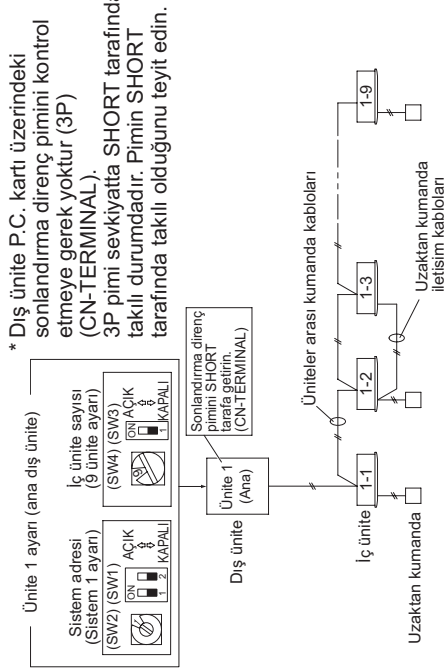 * Dış ünite P.C. kartı üzerindeki
sonlandırma direnç pimini kontrol
etmeye gerek yoktur (3P)
(CN-TERMINAL).
3P pimi sevkiyatta SHORT tarafında
takılı durumdadır. Pimin SHORT
tarafında takılı olduğunu teyit edin.
Ünite 1 ayarı (ana dış ünite)
Sistem adresi
(Sistem 1 ayarı)
(SW2) (SW1)
ON
1 2
AÇIK
KAPALI
İç ünite sayısı
(9 ünite ayarı)
(SW4) (SW3)
9
ON
1
AÇIK
KAPALI
Sonlandırma direnç
pimini SHORT
tarafa getirin.
(CN-TERMINAL)
Ünite 1
(Ana)
Dış ünite
Üniteler arası kumanda kabloları
1-1
1-2
1-3
1-9
İç ünite
Uzaktan kumanda
Uzaktan kumanda
iletisim kabloları